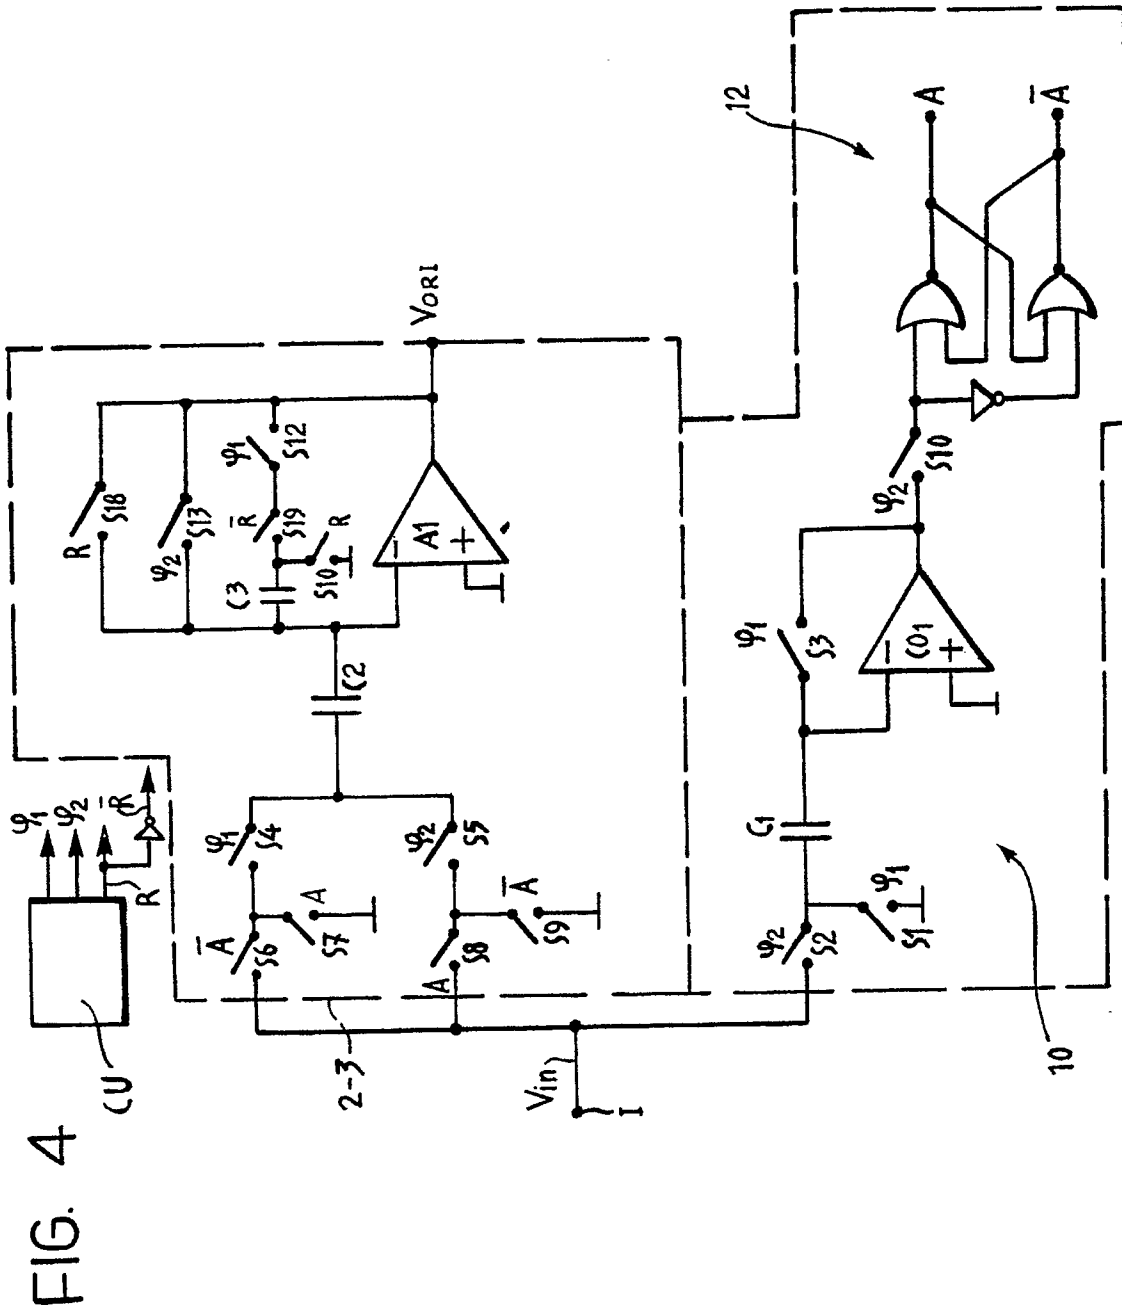 FIG. 4
CU
φ1
φ2
R̅
R
R
2-3
Vin
I
A̅
S6
A
S7
φ1
S4
A
S8
A̅
S9
φ2
S5
C2
R
S18
φ2
S13
C3
R̅
S19
φ1
S12
S10
R
A1
−
+
VORI
φ2
S2
φ1
S1
C1
φ1
S3
CO1
−
+
φ2
S10
10
12
A
A̅